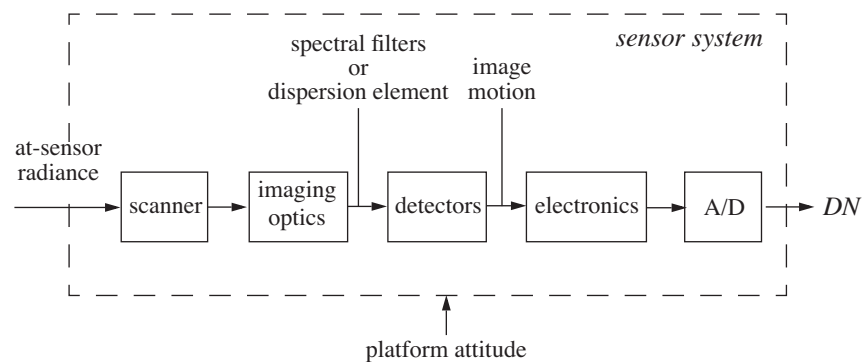 sensor system
spectral filters
or
dispersion element
image
motion
at-sensor
radiance
scanner
imaging
optics
detectors
electronics
A/D
DN
platform attitude